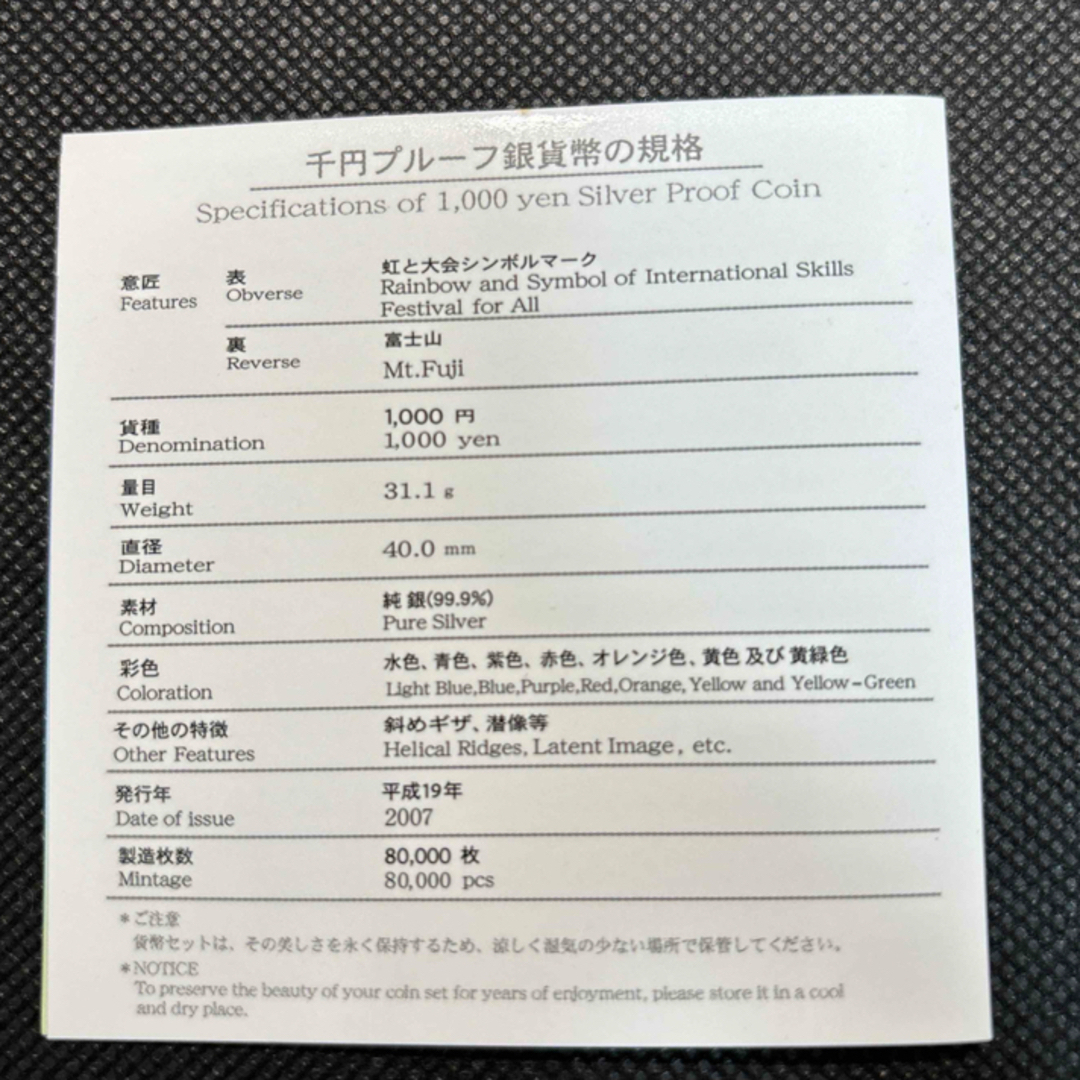 千円プルーフ銀貨幣の規格
Specifications of 1,000 yen Silver Proof Coin
意匠
Features
表
Obverse
虹と大会シンボルマーク
Rainbow and Symbol of International Skills
Festival for All
裏
Reverse
富士山
Mt.Fuji
貨種
Denomination
1,000 円
1,000 yen
量目
Weight
31.1 g
直径
Diameter
40.0 mm
素材
Composition
純 銀(99.9%)
Pure Silver
彩色
Coloration
水色、青色、紫色、赤色、オレンジ色、黄色 及び 黄緑色
Light Blue,Blue,Purple,Red,Orange,Yellow and Yellow-Green
その他の特徴
Other Features
斜めギザ、潜像等
Helical Ridges, Latent Image, etc.
発行年
Date of issue
平成19年
2007
製造枚数
Mintage
80,000 枚
80,000 pcs
*ご注意
貨幣セットは、その美しさを永く保持するため、涼しく湿気の少ない場所で保管してください。
*NOTICE
To preserve the beauty of your coin set for years of enjoyment, please store it in a cool
and dry place.